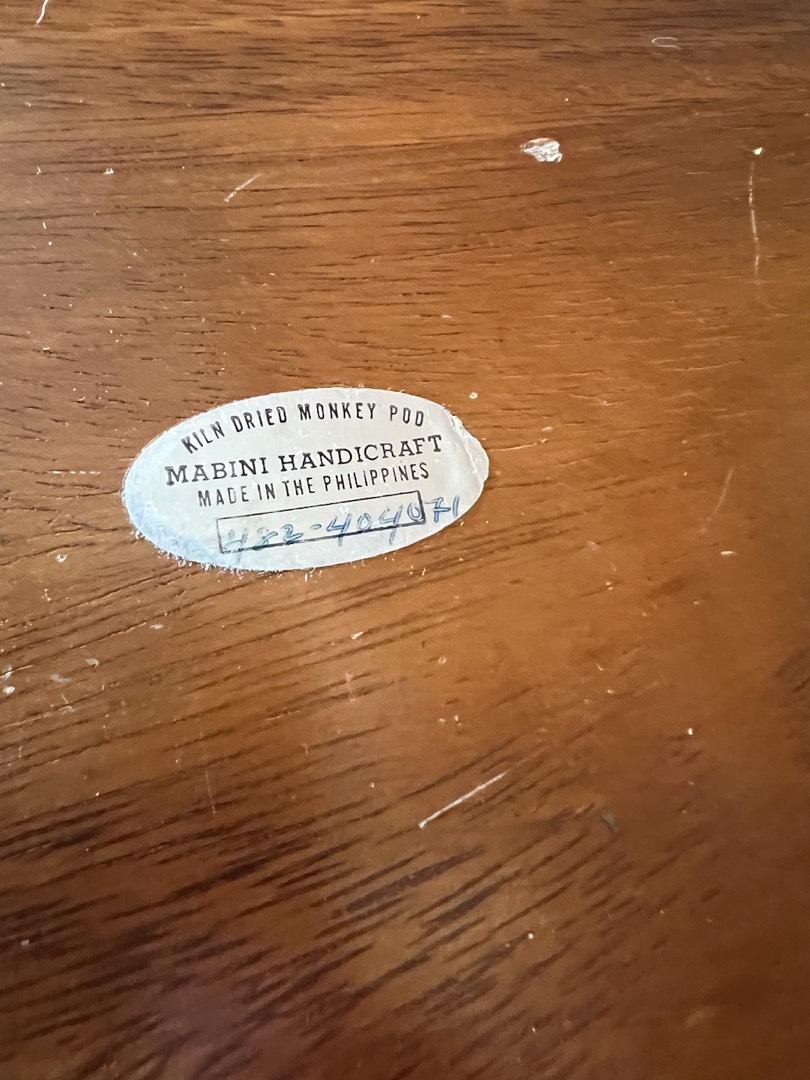 KILN DRIED MONKEY POD
MABINI HANDICRAFT
MADE IN THE PHILIPPINES